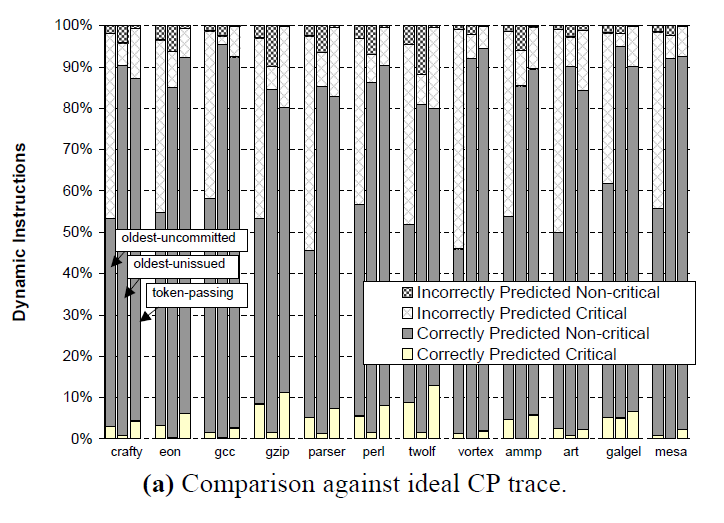 100%
90%
80%
70%
60%
50%
40%
30%
20%
10%
0%
Dynamic Instructions
oldest-uncommitted
oldest-unissued
token-passing
Incorrectly Predicted Non-critical
Incorrectly Predicted Critical
Correctly Predicted Non-critical
Correctly Predicted Critical
crafty eon gcc gzip parser perl twolf vortex ammp art galgel mesa
(a) Comparison against ideal CP trace.